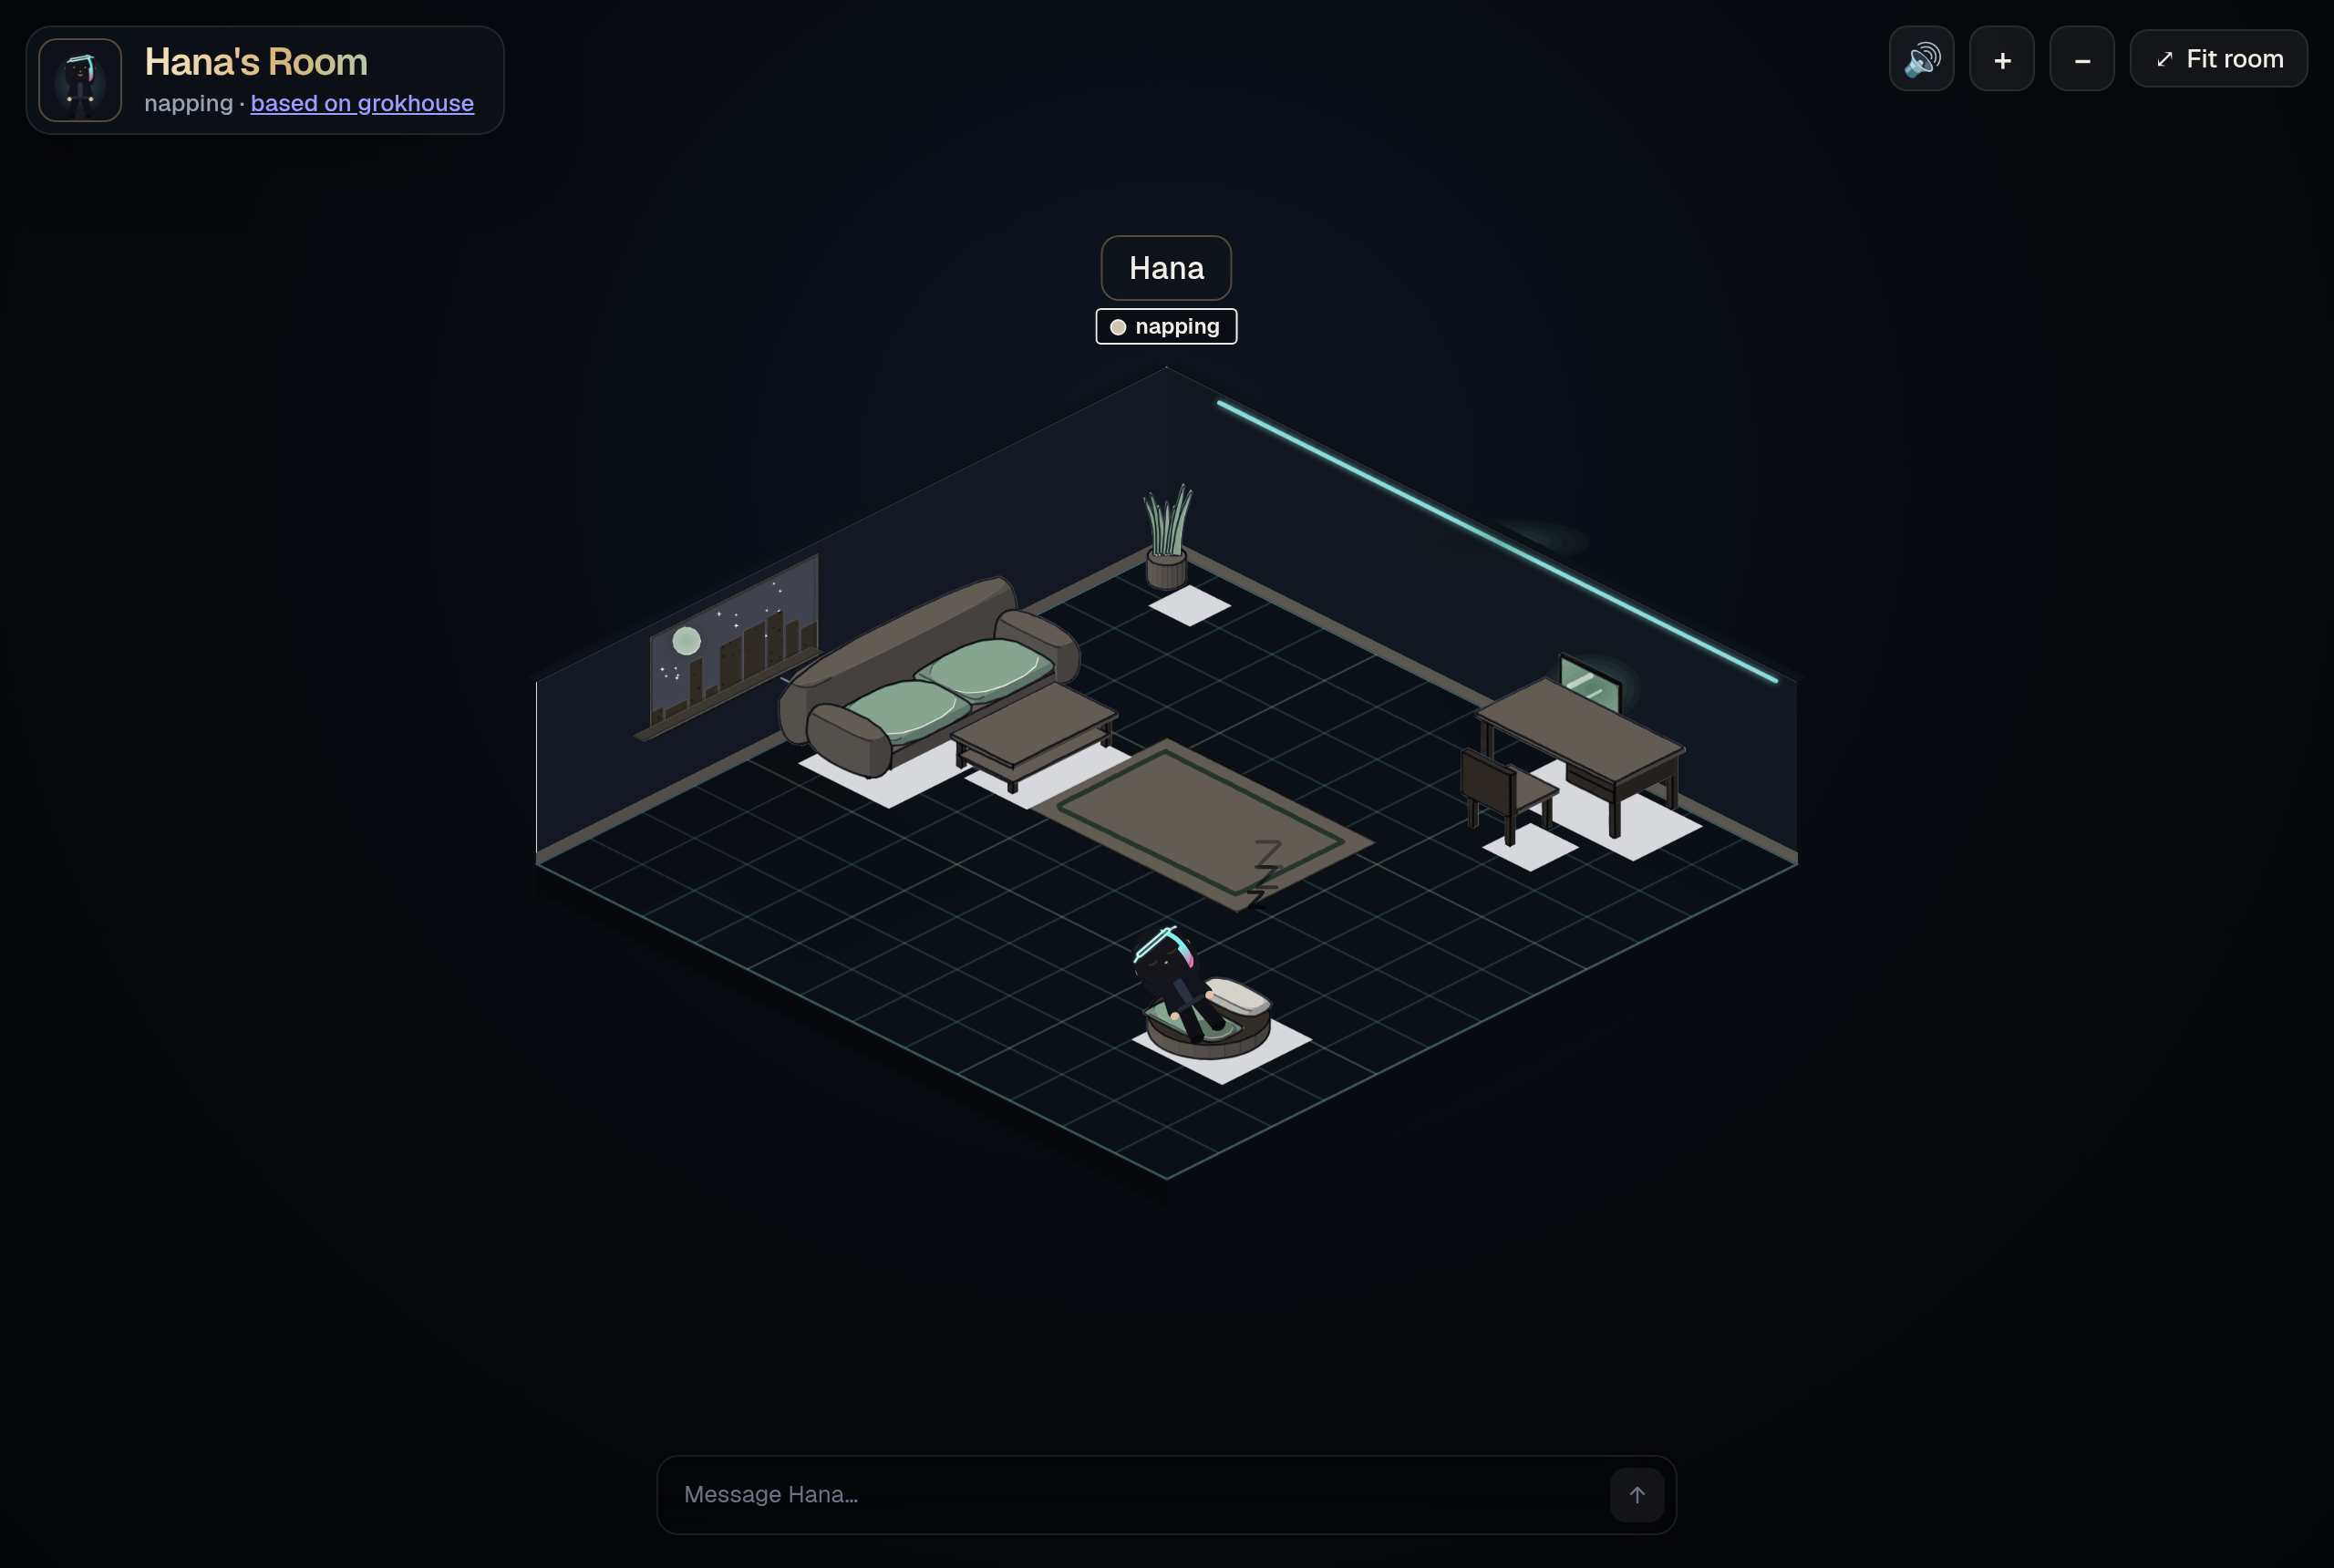 Hana's Room
napping · based on grokhouse
+
−
Fit room
Hana
napping
Z
Z
Z
Message Hana...